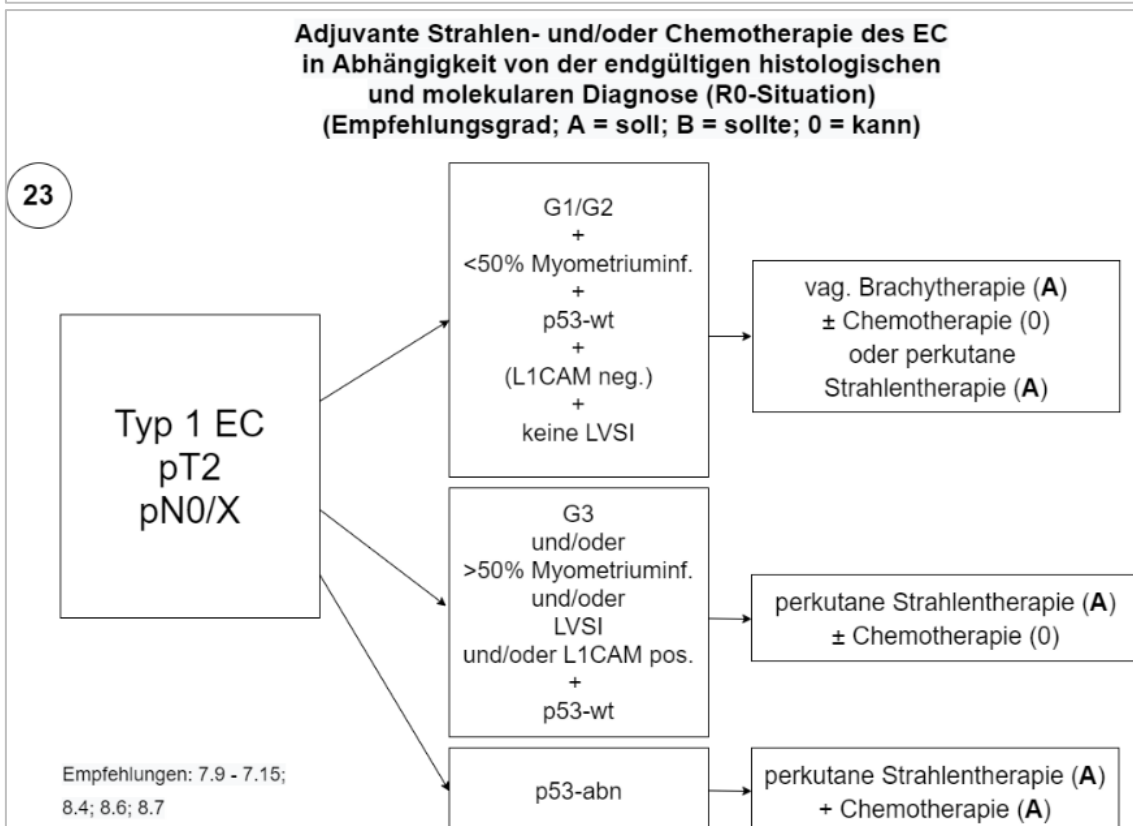 Adjuvante Strahlen- und/oder Chemotherapie des EC
in Abhängigkeit von der endgültigen histologischen
und molekularen Diagnose (R0-Situation)
(Empfehlungsgrad; A = soll; B = sollte; 0 = kann)
23
Typ 1 EC
pT2
pN0/X
G1/G2
+
<50% Myometriuminf.
+
p53-wt
+
(L1CAM neg.)
+
keine LVSI
vag. Brachytherapie (A)
± Chemotherapie (0)
oder perkutane
Strahlentherapie (A)
G3
und/oder
>50% Myometriuminf.
und/oder
LVSI
und/oder L1CAM pos.
+
p53-wt
perkutane Strahlentherapie (A)
± Chemotherapie (0)
p53-abn
perkutane Strahlentherapie (A)
+ Chemotherapie (A)
Empfehlungen: 7.9 - 7.15;
8.4; 8.6; 8.7